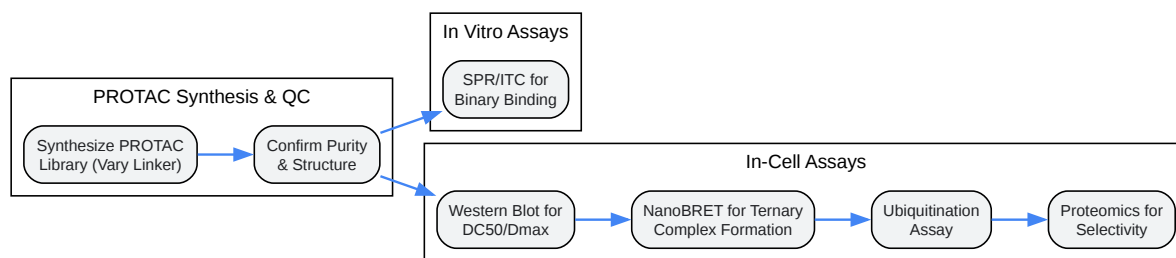 PROTAC Synthesis & QC
Synthesize PROTAC
Library (Vary Linker)
Confirm Purity
& Structure
In Vitro Assays
SPR/ITC for
Binary Binding
In-Cell Assays
Western Blot for
DC50/Dmax
NanoBRET for Ternary
Complex Formation
Ubiquitination
Assay
Proteomics for
Selectivity